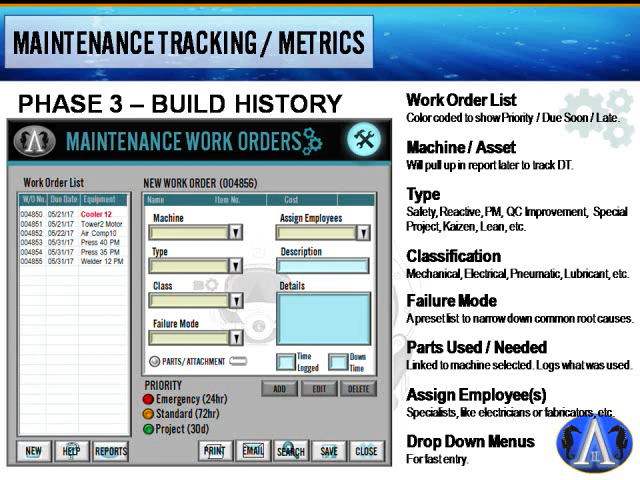 MAINTENANCE TRACKING / METRICS
PHASE 3 – BUILD HISTORY
MAINTENANCE WORK ORDERS
Work Order List
W/O No. Due Date Equipment
004850 05/21/17 Cooler 12
004851 05/21/17 Tower2 Motor
004852 05/22/17 Air Comp10
004853 05/31/17 Press 40 PM
004854 05/31/17 Press 35 PM
004855 05/31/17 Welder 12 PM
NEW WORK ORDER (004856)
Name Item No. Cost
Machine
Assign Employees
Type
Description
Class
Details
Failure Mode
PARTS/ ATTACHMENT
Time
Logged
Down
Time
PRIORITY
Emergency (24hr)
Standard (72hr)
Project (30d)
ADD EDIT DELETE
NEW HELP REPORTS PRINT EMAIL SEARCH SAVE CLOSE
Work Order List
Color coded to show Priority / Due Soon / Late.
Machine / Asset
Will pull up in report later to track DT.
Type
Safety, Reactive, PM, QC Improvement, Special
Project, Kaizen, Lean, etc.
Classification
Mechanical, Electrical, Pneumatic, Lubricant, etc.
Failure Mode
A preset list to narrow down common root causes.
Parts Used / Needed
Linked to machine selected. Logs what was used.
Assign Employee(s)
Specialists, like electricians or fabricators, etc.
Drop Down Menus
For fast entry.